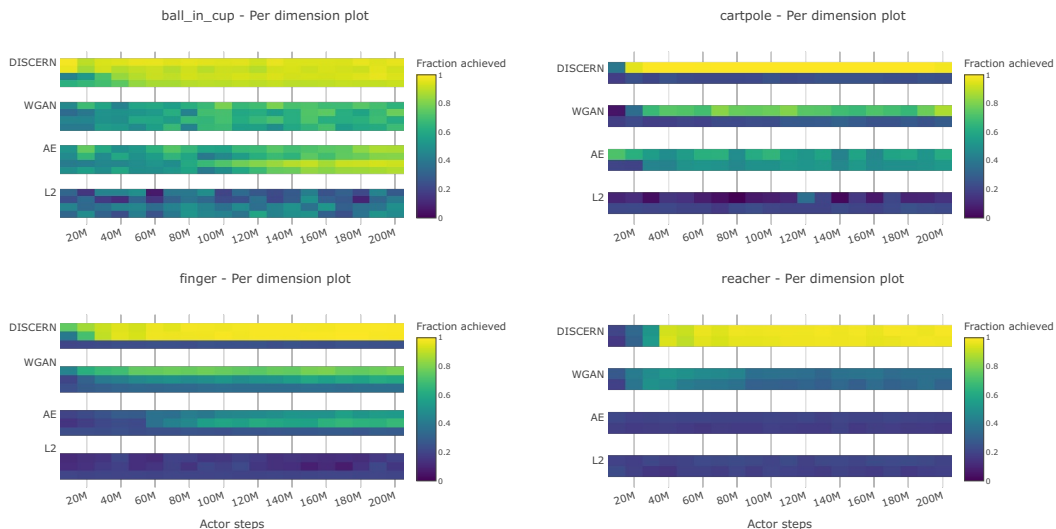 ball_in_cup - Per dimension plot
DISCERN
WGAN
AE
L2
20M 40M 60M 80M 100M 120M 140M 160M 180M 200M
Fraction achieved
1
0.8
0.6
0.4
0.2
0
cartpole - Per dimension plot
DISCERN
WGAN
AE
L2
20M 40M 60M 80M 100M 120M 140M 160M 180M 200M
Fraction achieved
1
0.8
0.6
0.4
0.2
0
finger - Per dimension plot
DISCERN
WGAN
AE
L2
20M 40M 60M 80M 100M 120M 140M 160M 180M 200M
Actor steps
Fraction achieved
1
0.8
0.6
0.4
0.2
0
reacher - Per dimension plot
DISCERN
WGAN
AE
L2
20M 40M 60M 80M 100M 120M 140M 160M 180M 200M
Actor steps
Fraction achieved
1
0.8
0.6
0.4
0.2
0